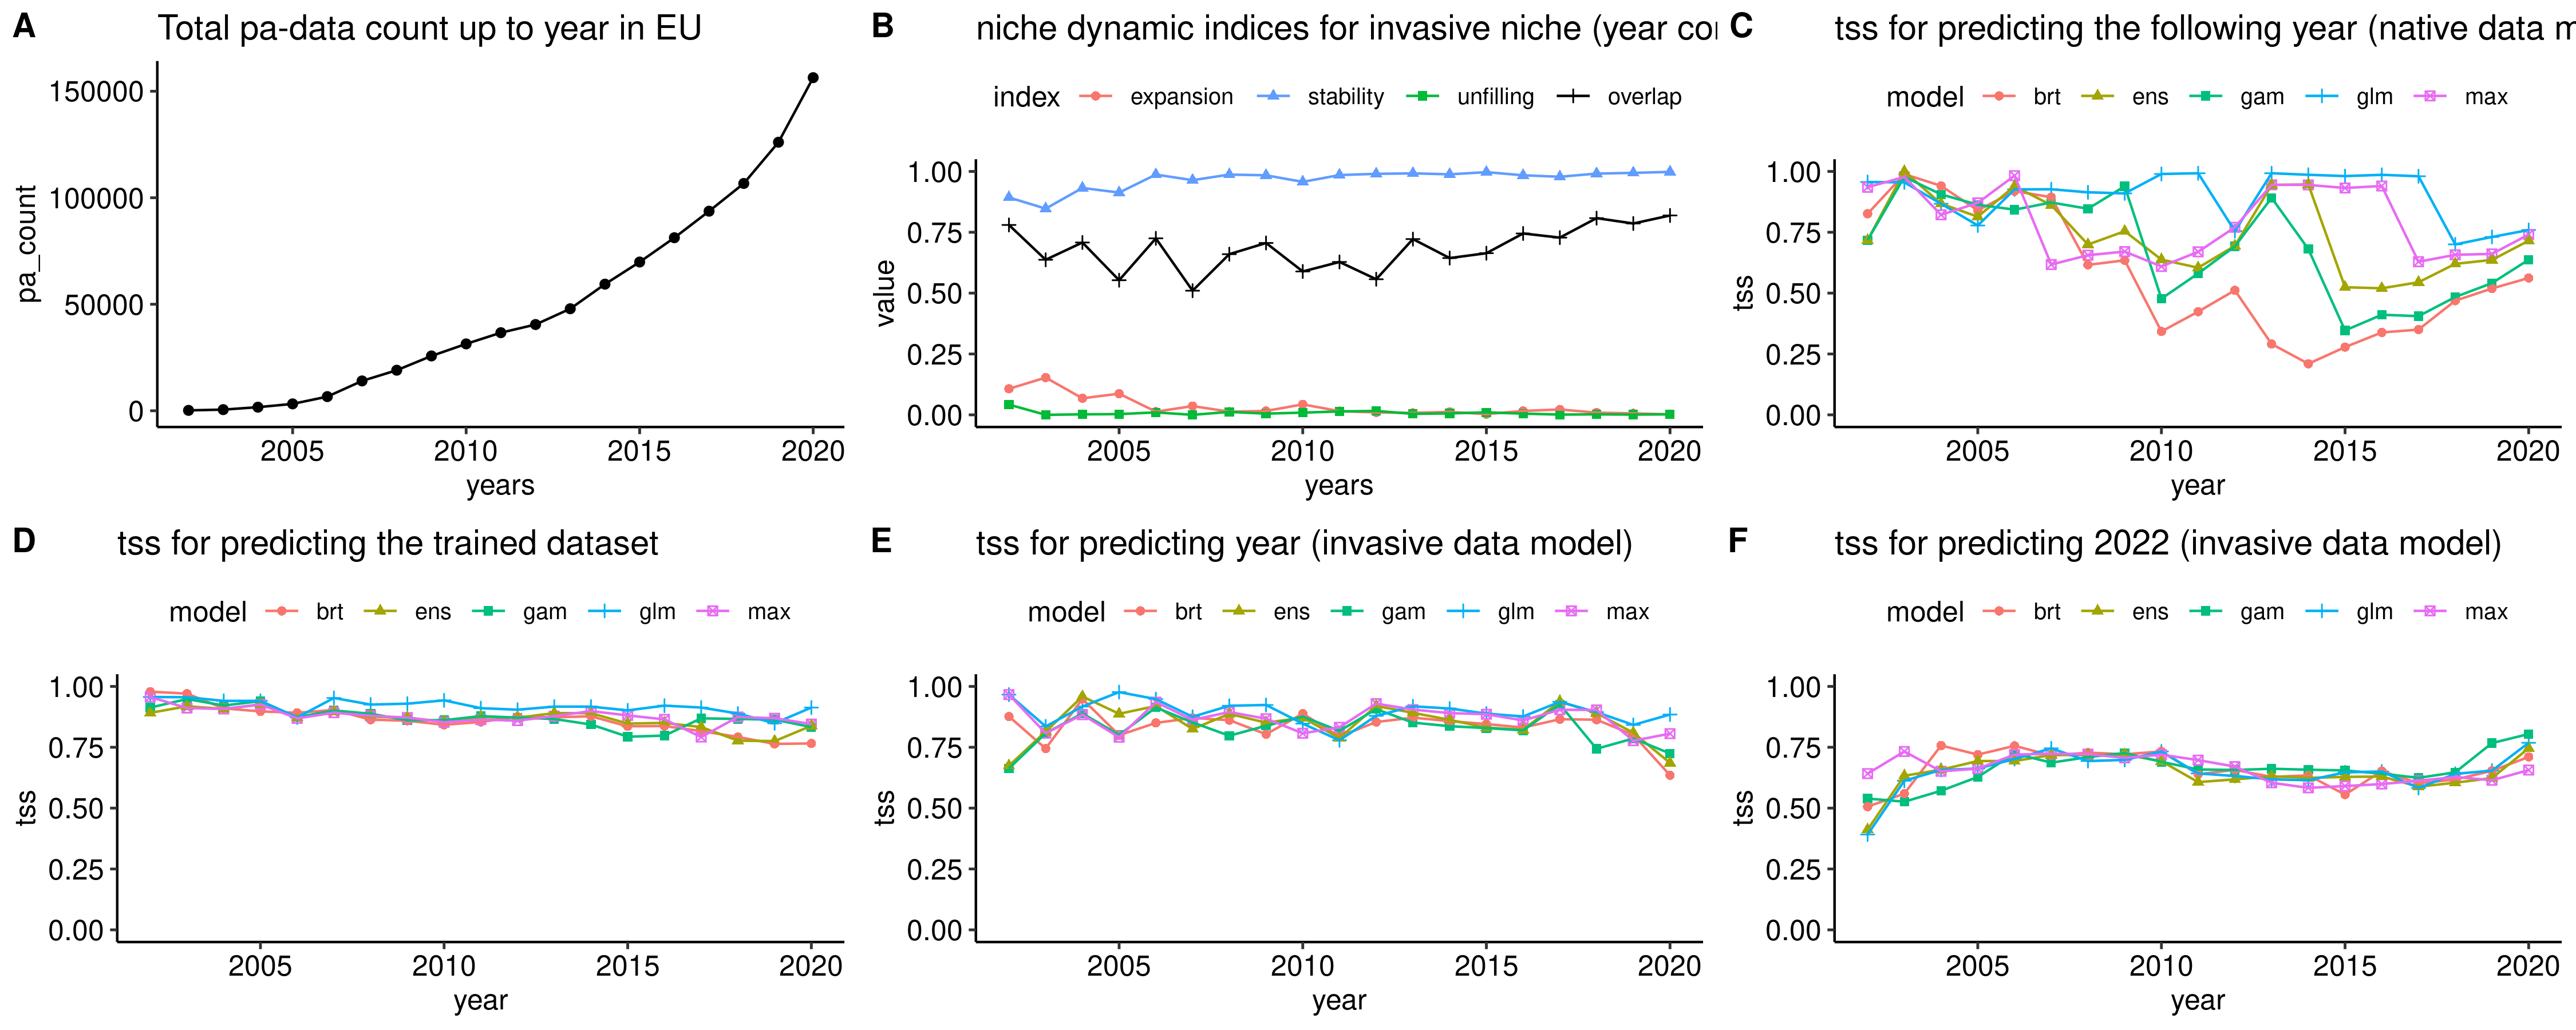 A Total pa-data count up to year in EU
150000
100000
50000
0
pa_count
2005 2010 2015 2020
years
B niche dynamic indices for invasive niche (year co
index expansion stability unfilling overlap
1.00
0.75
0.50
0.25
0.00
value
2005 2010 2015 2020
years
C tss for predicting the following year (native data m
model brt ens gam glm max
1.00
0.75
0.50
0.25
0.00
tss
2005 2010 2015 2020
year
D tss for predicting the trained dataset
model brt ens gam glm max
1.00
0.75
0.50
0.25
0.00
tss
2005 2010 2015 2020
year
E tss for predicting year (invasive data model)
model brt ens gam glm max
1.00
0.75
0.50
0.25
0.00
tss
2005 2010 2015 2020
year
F tss for predicting 2022 (invasive data model)
model brt ens gam glm max
1.00
0.75
0.50
0.25
0.00
tss
2005 2010 2015 2020
year